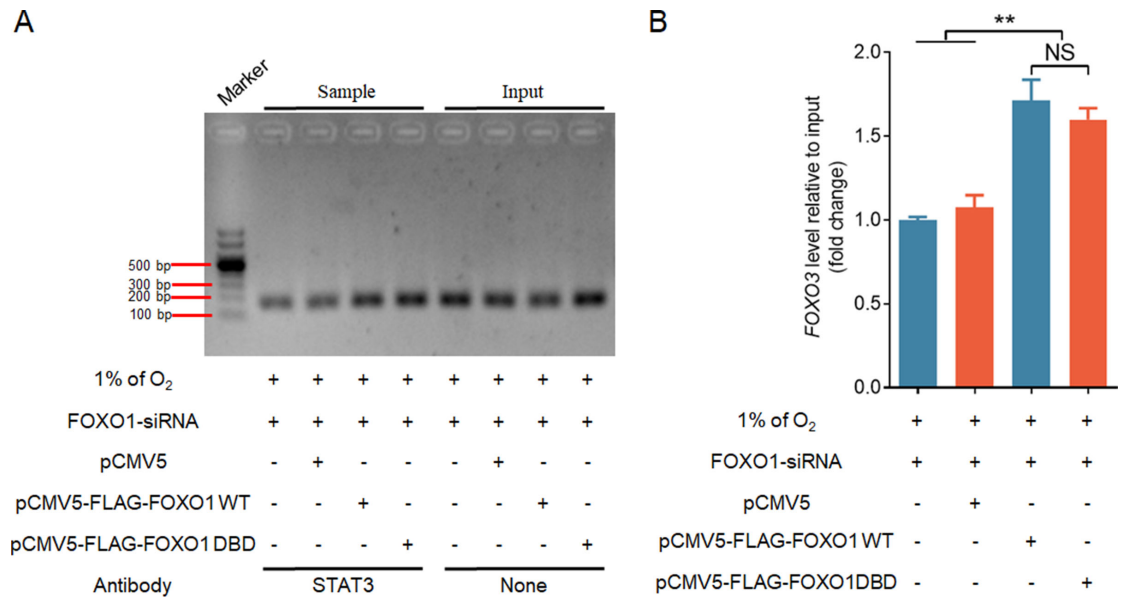 A
Marker
Sample
Input
500 bp
300 bp
200 bp
100 bp
1% of O₂ + + + + + + + +
FOXO1-siRNA + + + + + + + +
pCMV5 - + - - - + - -
pCMV5-FLAG-FOXO1 WT - - + - - - + -
pCMV5-FLAG-FOXO1 DBD - - - + - - - +
Antibody STAT3 None
B
**
NS
FOXO3 level relative to input
(fold change)
2.0
1.5
1.0
0.5
0.0
1% of O₂ + + + +
FOXO1-siRNA + + + +
pCMV5 - + - -
pCMV5-FLAG-FOXO1 WT - - + -
pCMV5-FLAG-FOXO1DBD - - - +